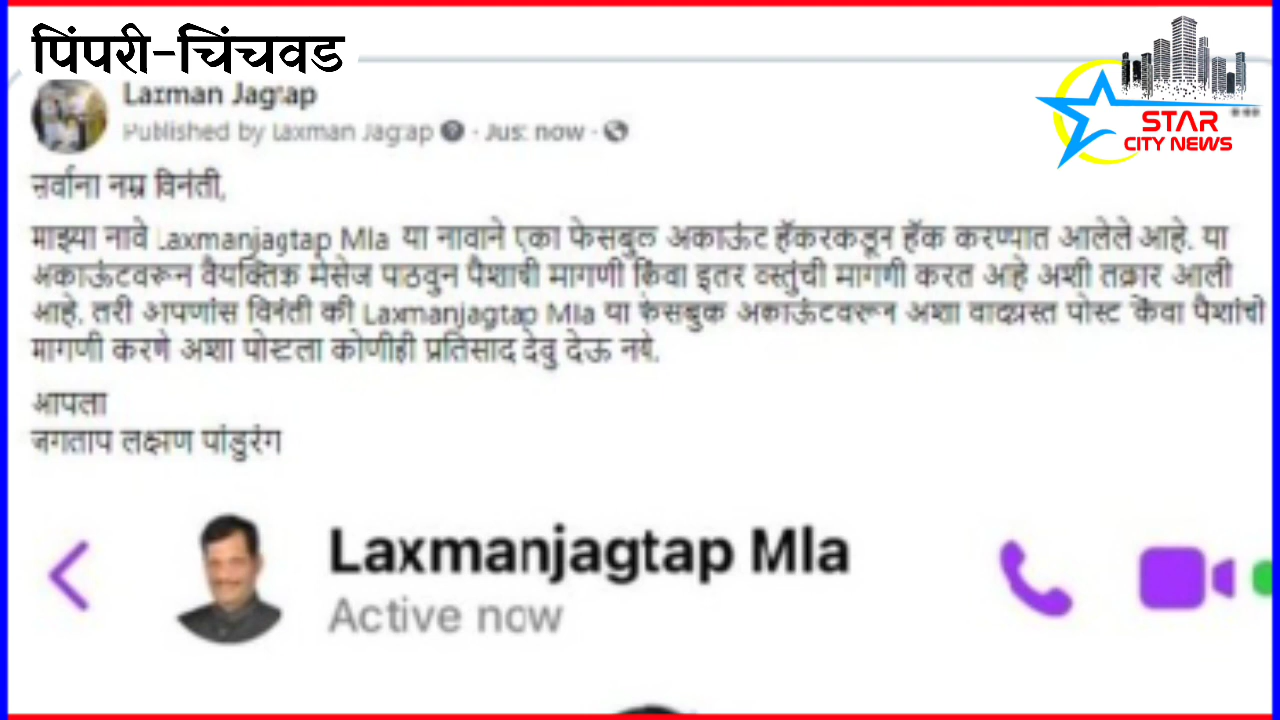 पिंपरी-चिंचवड
STAR
CITY NEWS
Laxman Jagtap
Published by Laxman Jagtap · Just now ·
सर्वांना नम्र विनंती,
माझ्या नावे Laxmanjagtap Mla या नावाने एका फेसबुक अकाऊंट हॅकरकडून हॅक करण्यात आलेले आहे. या
अकाऊंटवरून वैयक्तिक मेसेज पाठवुन पैशाची मागणी किंवा इतर वस्तुंची मागणी करत आहे अशी तक्रार आली
आहे. तरी आपणांस विनंती की Laxmanjagtap Mla या फेसबुक अकाऊंटवरून अशा वादग्रस्त पोस्ट किंवा पैशांची
मागणी करणे अशा पोस्टला कोणीही प्रतिसाद देवु देऊ नये.
आपला
जगताप लक्ष्मण पांडुरंग
Laxmanjagtap Mla
Active now